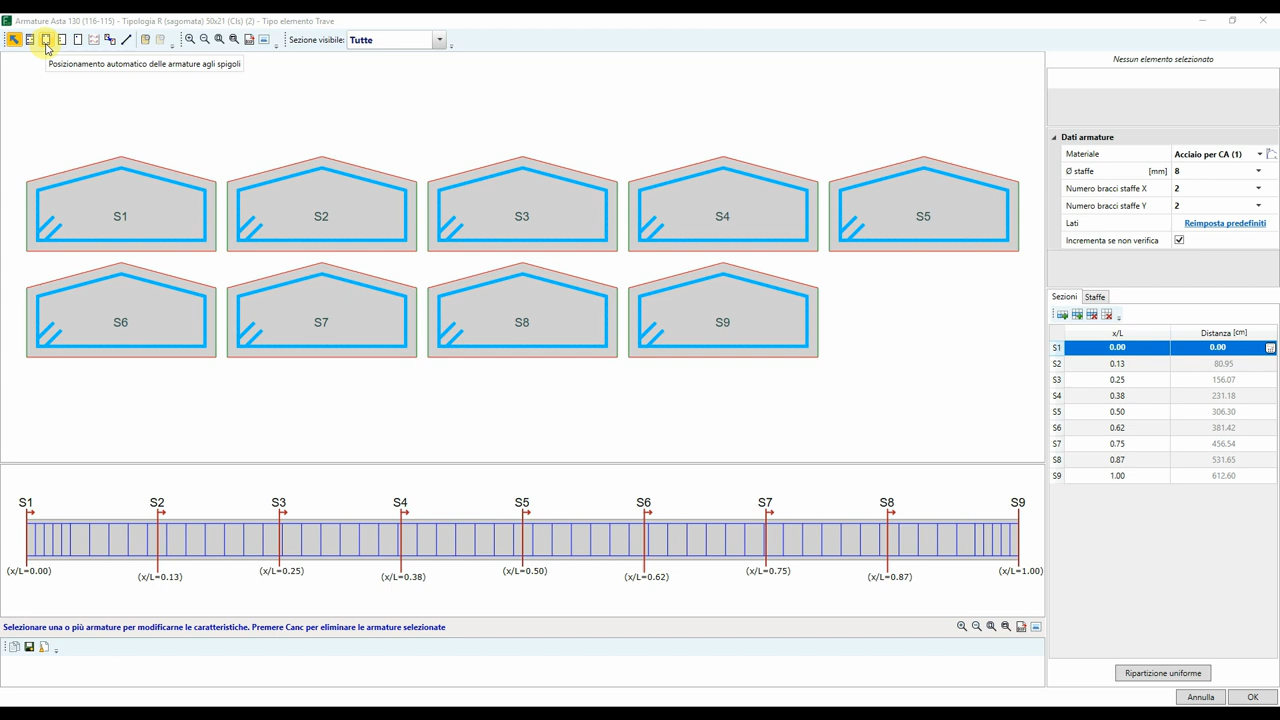 Armature Asta 130 (116-115) - Tipologia R (sagomata) 50x21 (Cls) (2) - Tipo elemento Trave
Sezione visibile: Tutte
Posizionamento automatico delle armature agli spigoli
Nessun elemento selezionato
S1 S2 S3 S4 S5
S6 S7 S8 S9
Dati armature
Materiale Acciaio per CA (1)
Ø staffe [mm] 8
Numero bracci staffe X 2
Numero bracci staffe Y 2
Lati Reimposta predefiniti
Incrementa se non verifica
Sezioni Staffe
x/L Distanza [cm]
S1 0.00 0.00
S2 0.13 80.95
S3 0.25 156.07
S4 0.38 231.18
S5 0.50 306.30
S6 0.62 381.42
S7 0.75 456.54
S8 0.87 531.65
S9 1.00 612.60
S1 S2 S3 S4 S5 S6 S7 S8 S9
(x/L=0.00) (x/L=0.13) (x/L=0.25) (x/L=0.38) (x/L=0.50) (x/L=0.62) (x/L=0.75) (x/L=0.87) (x/L=1.00)
Selezionare una o più armature per modificarne le caratteristiche. Premere Canc per eliminare le armature selezionate
Ripartizione uniforme
Annulla OK